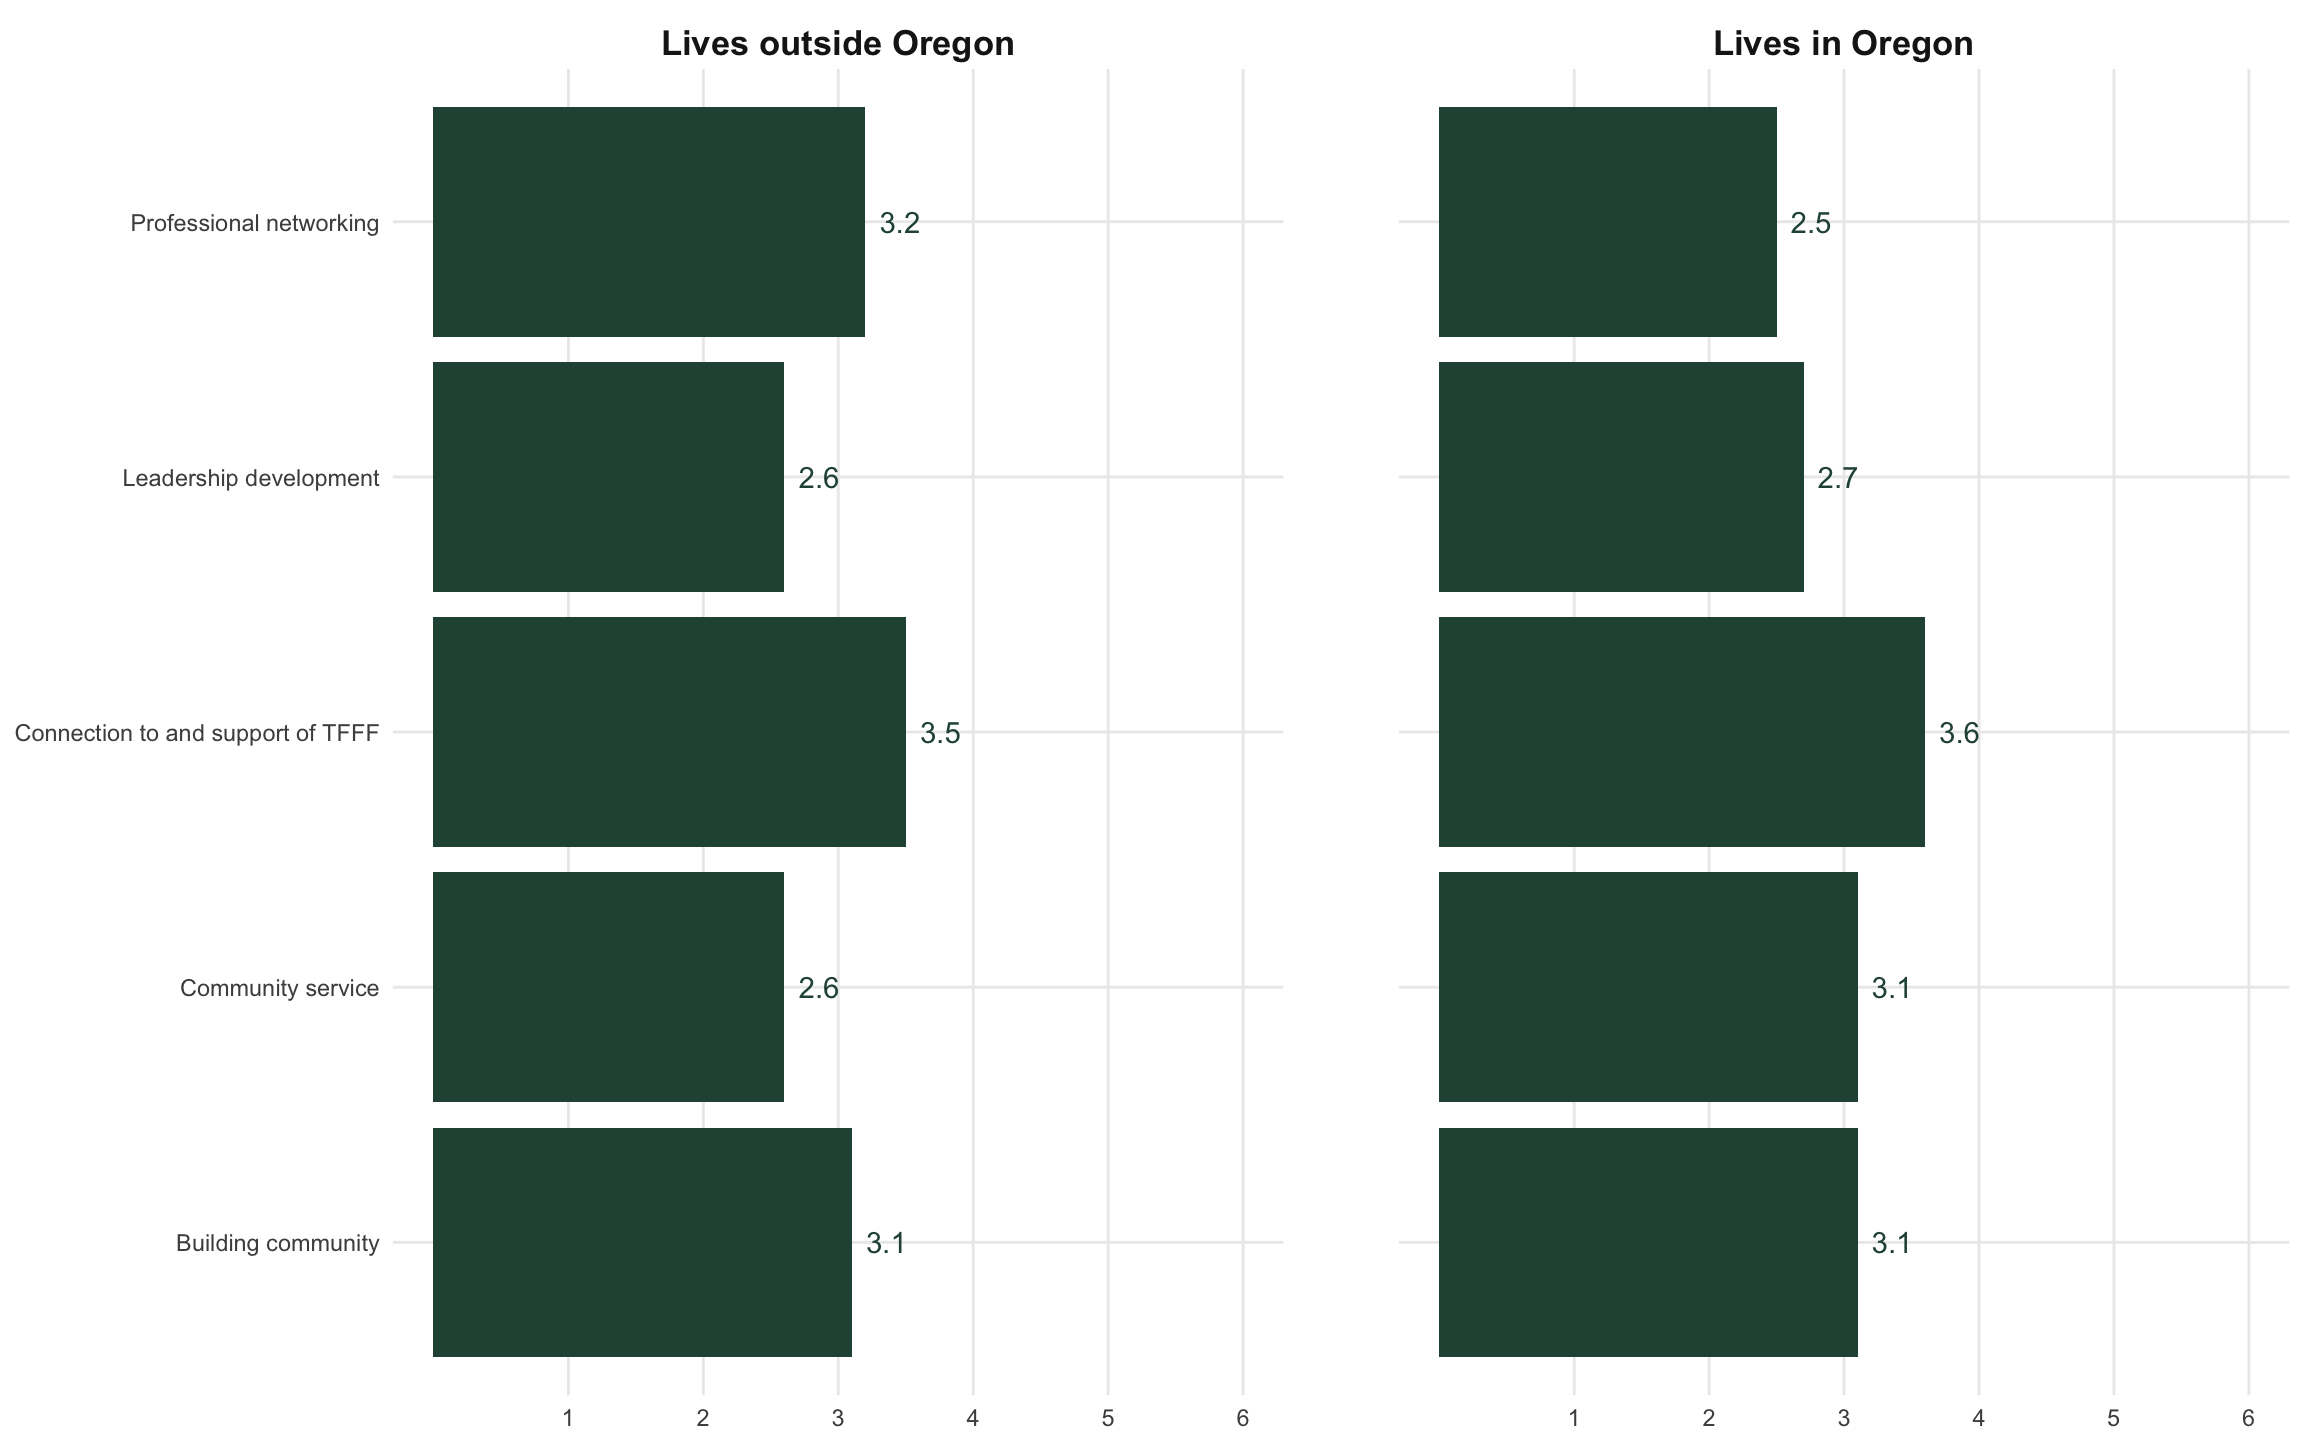 Lives outside Oregon
Lives in Oregon
Professional networking
3.2
2.5
Leadership development
2.6
2.7
Connection to and support of TFFF
3.5
3.6
Community service
2.6
3.1
Building community
3.1
3.1
1 2 3 4 5 6
1 2 3 4 5 6